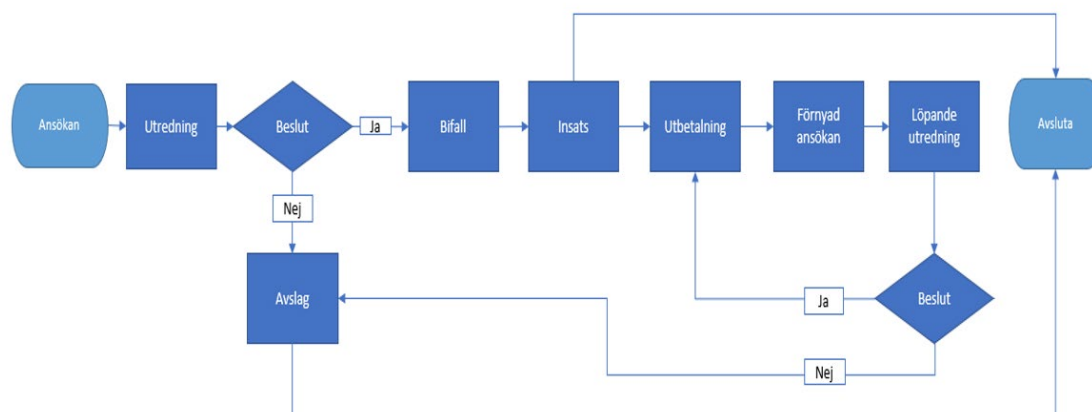 Ansökan
Utredning
Beslut
Ja
Bifall
Insats
Utbetalning
Förnyad
ansökan
Löpande
utredning
Avsluta
Nej
Avslag
Ja
Beslut
Nej